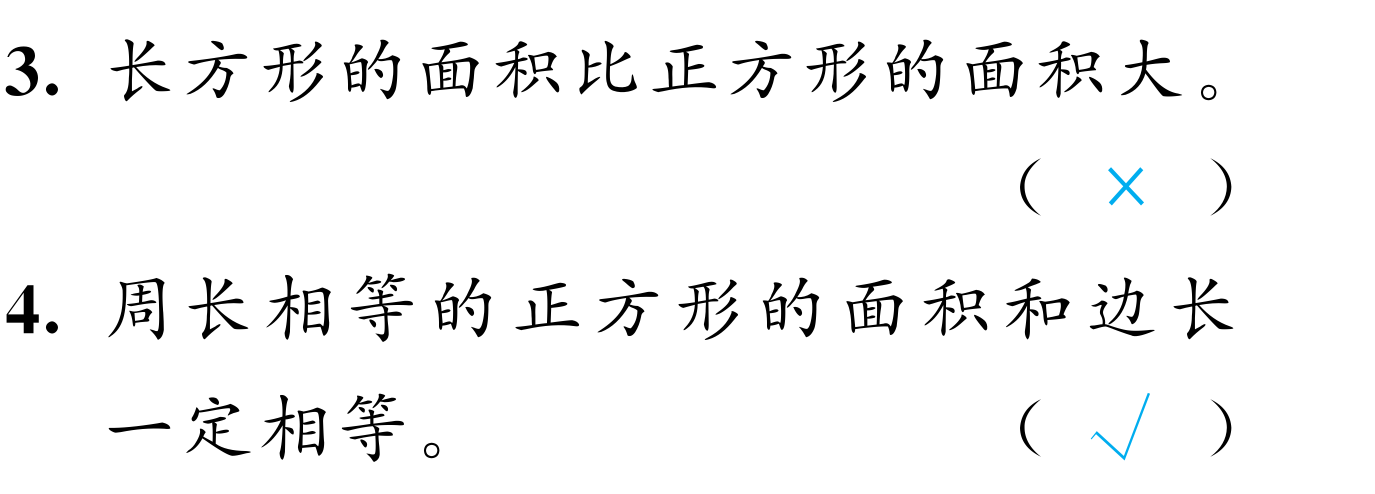 3. 长方形的面积比正方形的面积大。
（ × ）
4. 周长相等的正方形的面积和边长
一定相等。 （ √ ）